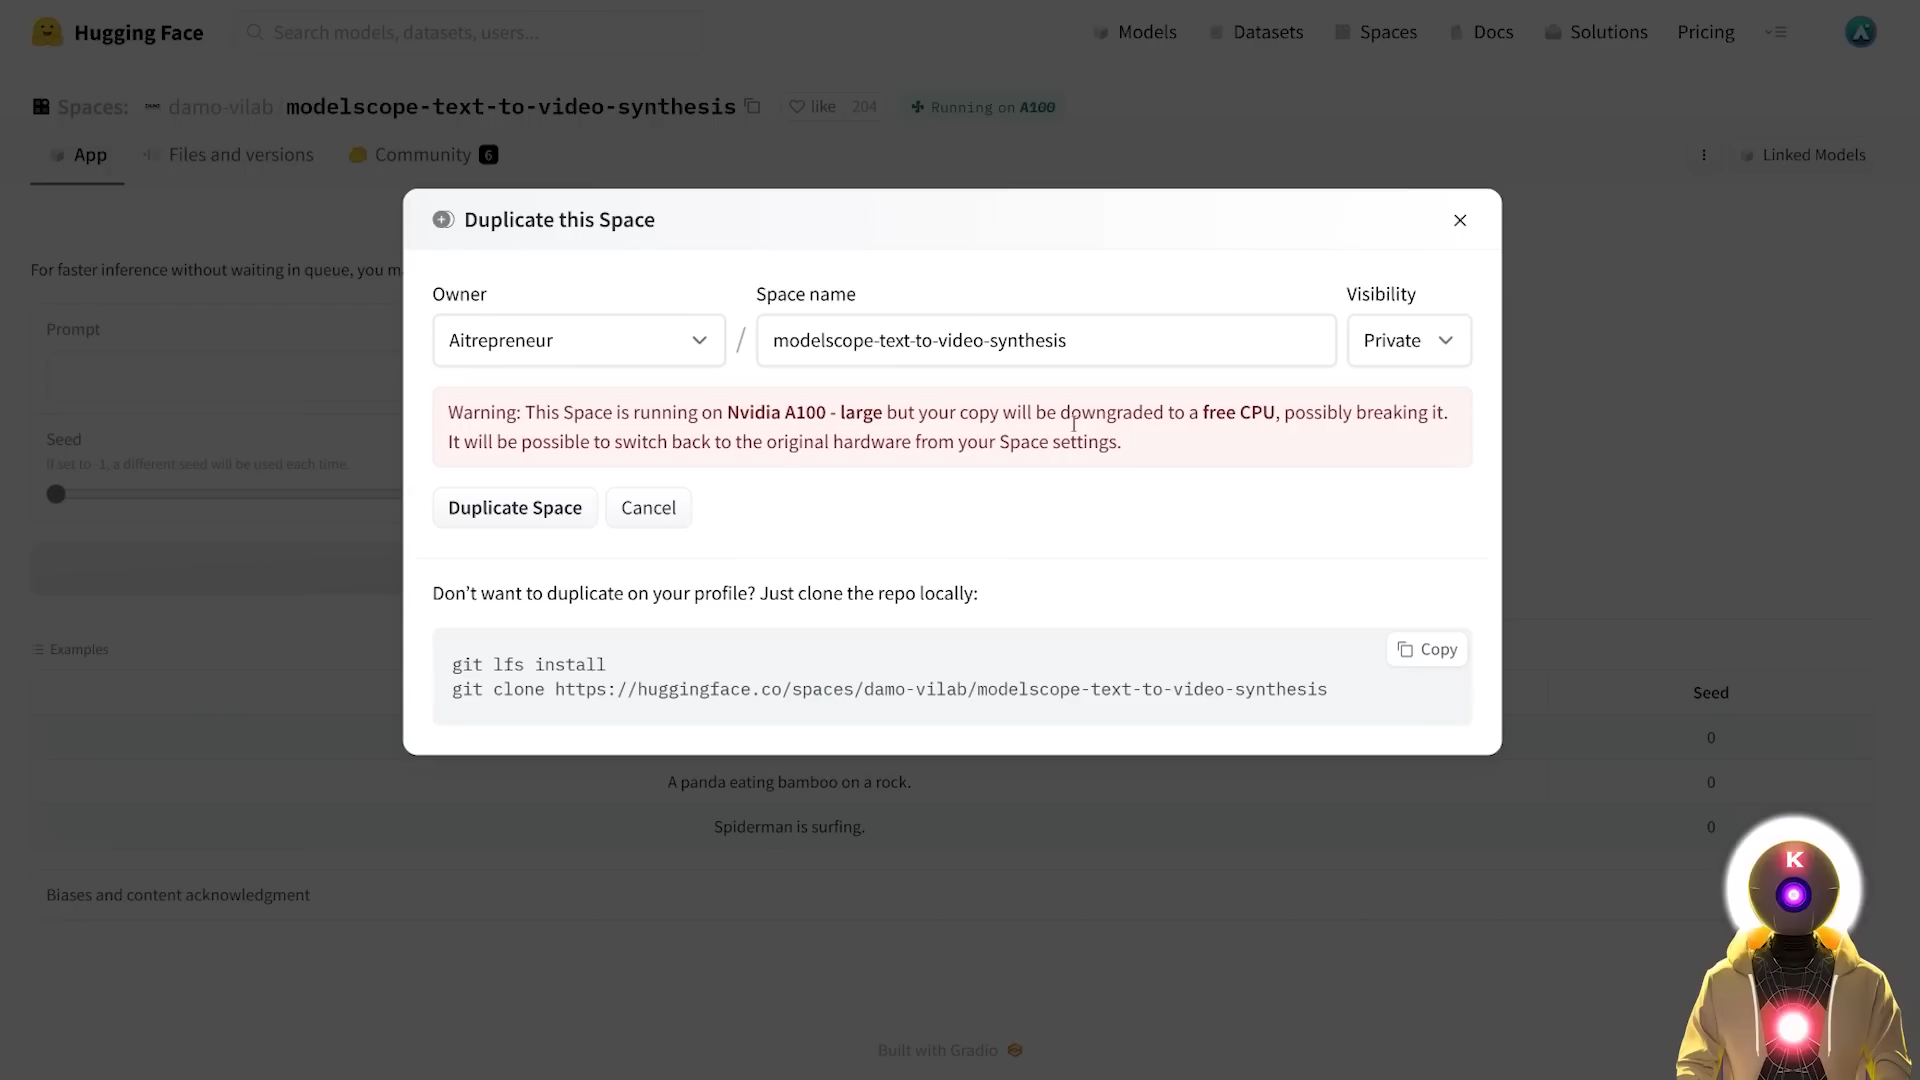 Hugging Face
Search models, datasets, users...
Models
Datasets
Spaces
Docs
Solutions
Pricing
Spaces:
damo-vilab/modelscope-text-to-video-synthesis
like 204
Running on A100
App
Files and versions
Community 6
Linked Models
Duplicate this Space
For faster inference without waiting in queue, you m
Owner
Space name
Visibility
Aitrepreneur
/
modelscope-text-to-video-synthesis
Private
Prompt
Warning: This Space is running on Nvidia A100 - large but your copy will be downgraded to a free CPU, possibly breaking it.
It will be possible to switch back to the original hardware from your Space settings.
Seed
If set to -1, a different seed will be used each time.
Duplicate Space
Cancel
Don’t want to duplicate on your profile? Just clone the repo locally:
Copy
git lfs install
git clone https://huggingface.co/spaces/damo-vilab/modelscope-text-to-video-synthesis
Examples
Seed
0
A panda eating bamboo on a rock.
0
Spiderman is surfing.
0
K
Biases and content acknowledgment
Built with Gradio